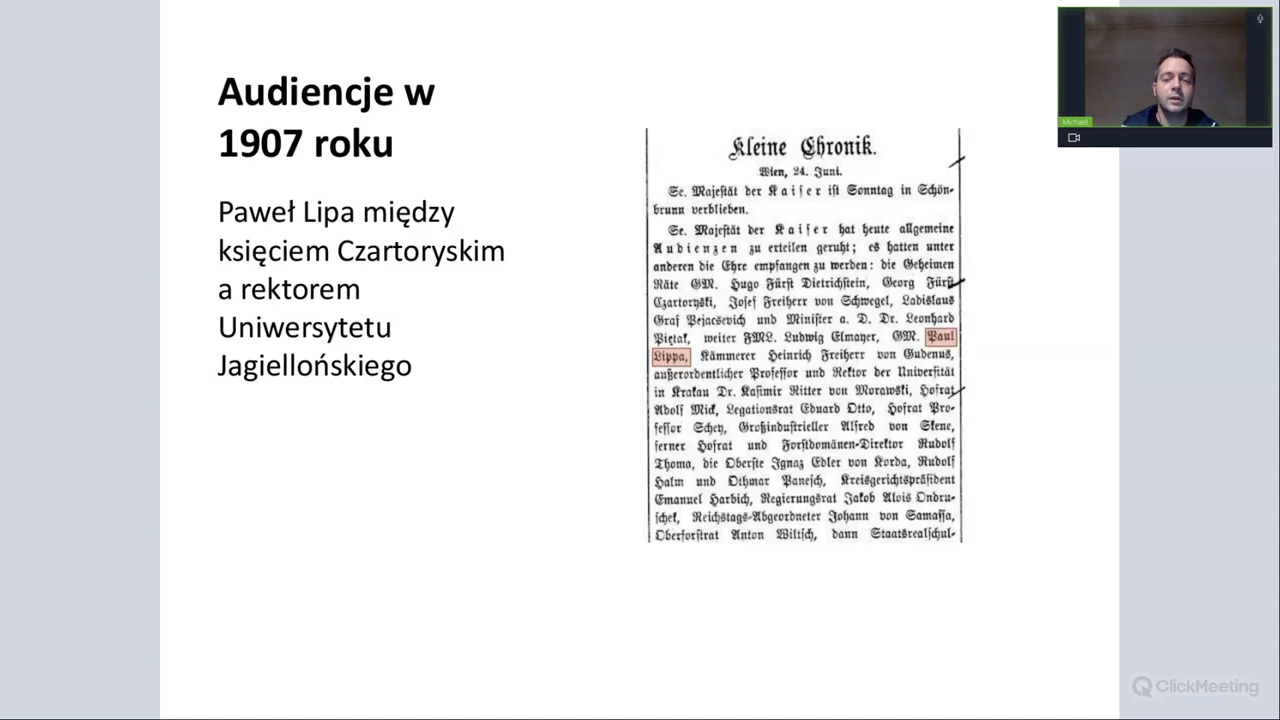 Audiencje w
1907 roku
Paweł Lipa między
księciem Czartoryskim
a rektorem
Uniwersytetu
Jagiellońskiego
Kleine Chronik.
Wien, 24. Juni.
Se. Majestät der Kaiser ist Sonntag in Schön-
brunn verblieben.
Se. Majestät der Kaiser hat heute allgemeine
Audienzen zu erteilen geruht; es hatten unter
anderen die Ehre empfangen zu werden: die Geheimen
Räte GM. Hugo Fürst Dietrichstein, Georg Fürst
Czartoryski, Josef Freiherr von Schwegel, Ladislaus
Graf Pejacsevich und Minister a. D. Dr. Leonhard
Piętak, weiter FML. Ludwig Elmayer, GM. Paul
Lippa, Kämmerer Heinrich Freiherr von Gudenus,
außerordentlicher Professor und Rektor der Universität
in Krakau Dr. Kasimir Ritter von Morawski, Hofrat
Adolf Mick, Legationsrat Eduard Otto, Hofrat Pro-
fessor Schey, Großindustrieller Alfred von Skene,
ferner Hofrat und Forstdomänen-Direktor Rudolf
Thoma, die Oberste Ignaz Edler von Korda, Rudolf
Halm und Othmar Panesch, Kreisgerichtspräsident
Emanuel Harbich, Regierungsrat Jakob Alois Ondru-
schek, Reichstags-Abgeordneter Johann von Samassa,
Oberforstrat Anton Wiltsch, dann Staatsrealschul-
Michael
ClickMeeting